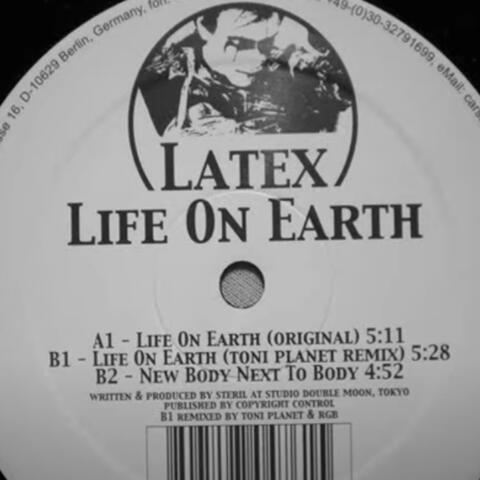 sse 16, D-10629 Berlin, Germany, fon: +49-(0)30-32791699, eMail:
LATEX
LIFE ON EARTH
A1 - LIFE ON EARTH (ORIGINAL) 5:11
B1 - LIFE ON EARTH (TONI PLANET REMIX) 5:28
B2 - NEW BODY NEXT TO BODY 4:52
WRITTEN & PRODUCED BY STERIL AT STUDIO DOUBLE MOON, TOKYO
PUBLISHED BY COPYRIGHT CONTROL
B1 REMIXED BY TONI PLANET & RGB